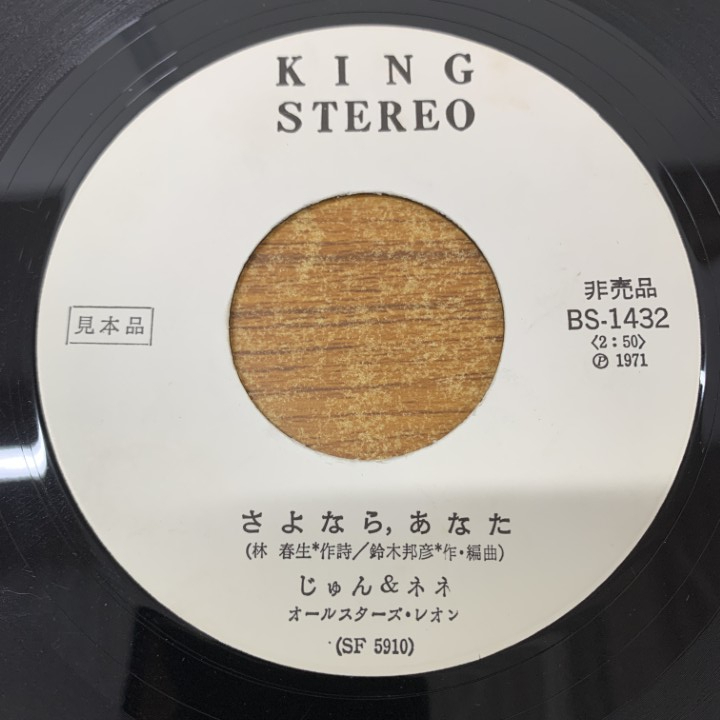 KING
STEREO
見本品
非売品
BS-1432
〈2:50〉
Ⓟ 1971
さよなら,あなた
(林 春生*作詩/鈴木邦彦*作・編曲)
じゅん&ネネ
オールスターズ・レオン
(SF 5910)